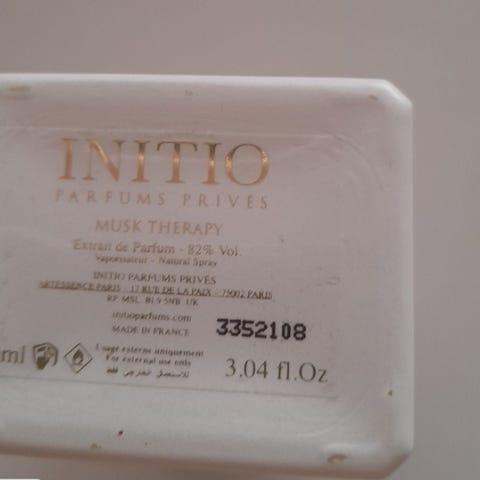 INITIO
PARFUMS PRIVÉS
MUSK THERAPY
Extrait de Parfum - 82% Vol.
Vaporisateur - Natural Spray
INITIO PARFUMS PRIVÉS
ARTESSENCE PARIS - 17 RUE DE LA PAIX - 75002 PARIS
RP MSL BL9 5NB UK
initioparfums.com
MADE IN FRANCE
3352108
ml
Usage externe uniquement
For external use only
للاستعمال الخارجي فقط
3.04 fl.Oz